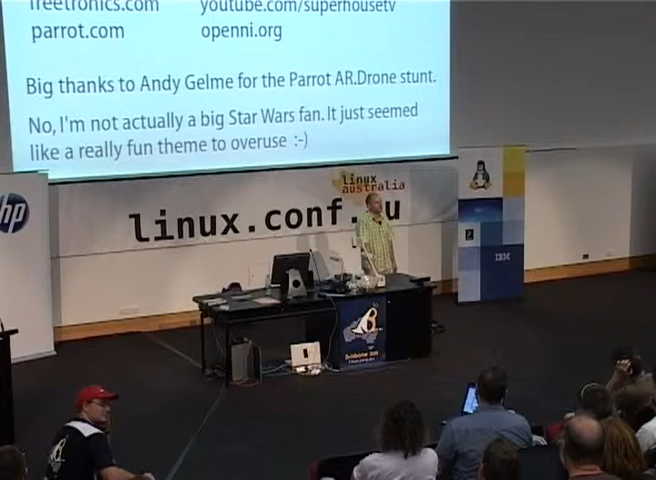 freetronics.com youtube.com/superhousetv
parrot.com openni.org
Big thanks to Andy Gelme for the Parrot AR.Drone stunt.
No, I'm not actually a big Star Wars fan. It just seemed
like a really fun theme to overuse :-)
linux
australia
linux.conf. u
hp
IBM